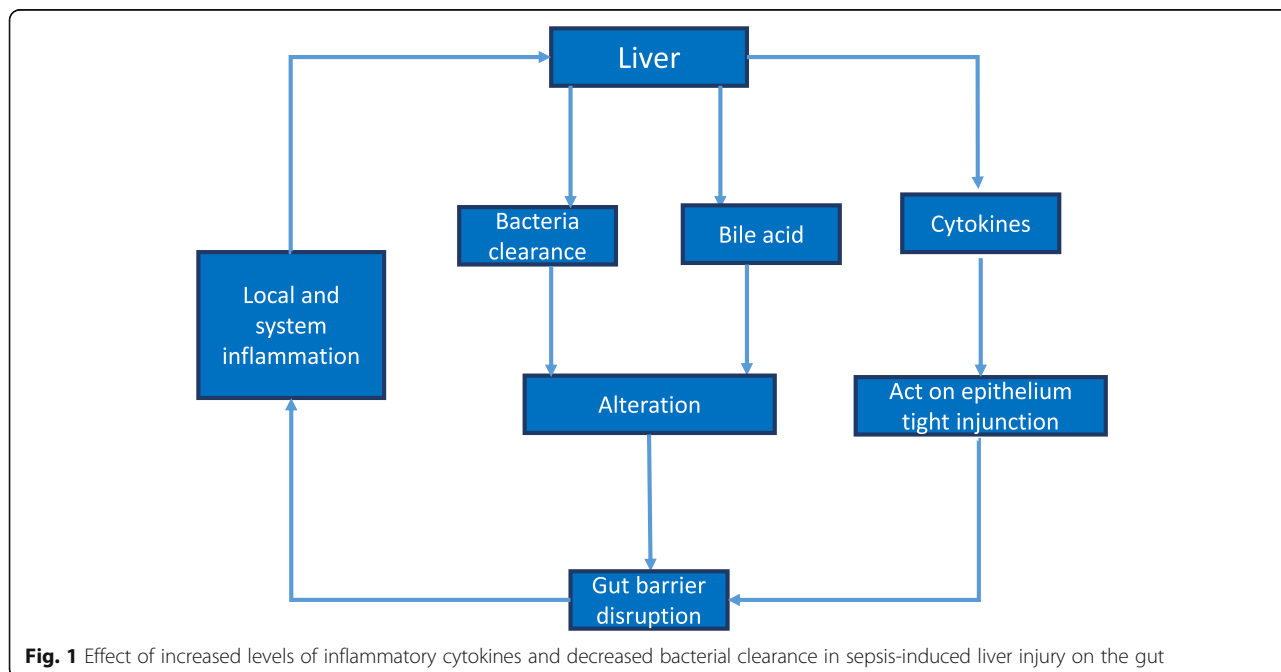 Liver
Bacteria
clearance
Bile acid
Cytokines
Local and
system
inflammation
Alteration
Act on epithelium
tight injunction
Gut barrier
disruption
Fig. 1 Effect of increased levels of inflammatory cytokines and decreased bacterial clearance in sepsis-induced liver injury on the gut